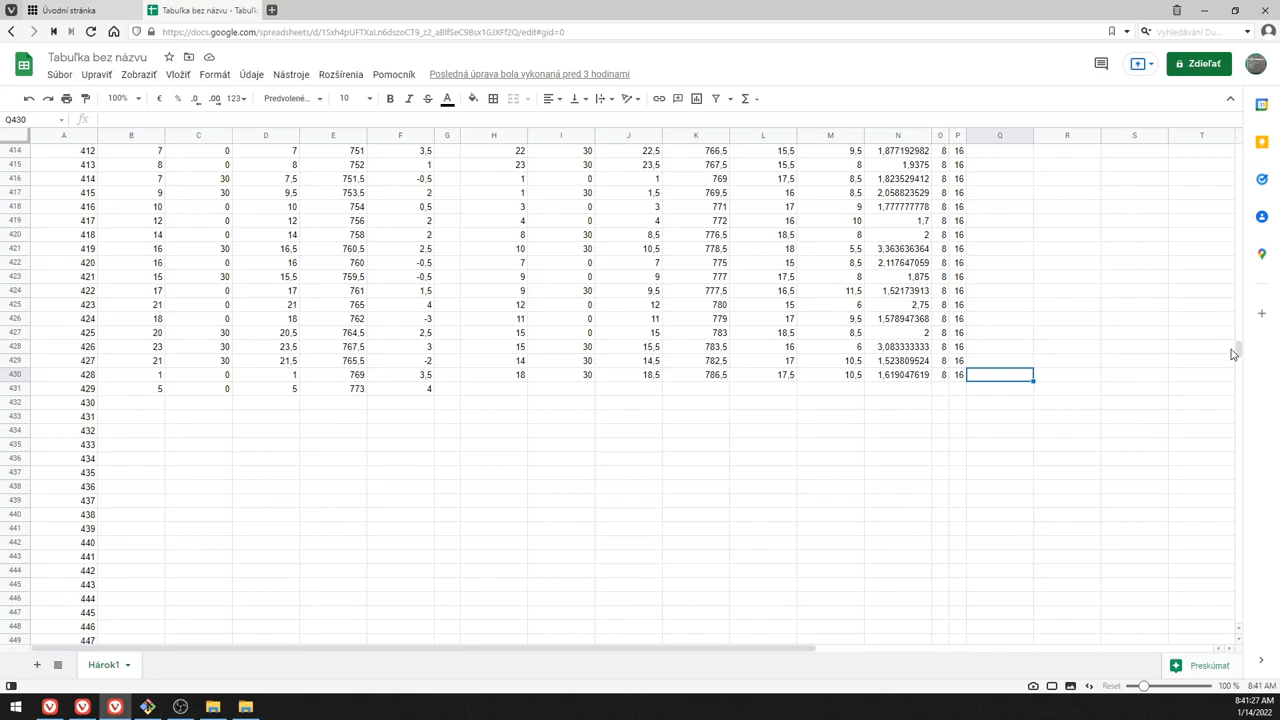 Úvodní stránka
Tabuľka bez názvu - Tabuľ
https://docs.google.com/spreadsheets/d/1Sxh4pUFTXaLn6dszoCT9_z2_aBlfSeC9Bsx1GJXFf2Q/edit#gid=0
Vyhledávání Du
Tabuľka bez názvu
Súbor Upraviť Zobraziť Vložiť Formát Údaje Nástroje Rozšírenia Pomocník Posledná úprava bola vykonaná pred 3 hodinami
Zdieľať
100% € % .0 .00 123 Predvolené... 10 B I S A
Q430 fx
A B C D E F G H I J K L M N O P Q R S T
414 412 7 0 7 751 3,5 22 30 22,5 766,5 15,5 9,5 1,877192982 8 16
415 413 8 0 8 752 1 23 30 23,5 767,5 15,5 8 1,9375 8 16
416 414 7 30 7,5 751,5 -0,5 1 0 1 769 17,5 8,5 1,823529412 8 16
417 415 9 30 9,5 753,5 2 1 30 1,5 769,5 16 8,5 2,058823529 8 16
418 416 10 0 10 754 0,5 3 0 3 771 17 9 1,777777778 8 16
419 417 12 0 12 756 2 4 0 4 772 16 10 1,7 8 16
420 418 14 0 14 758 2 8 30 8,5 776,5 18,5 8 2 8 16
421 419 16 30 16,5 760,5 2,5 10 30 10,5 778,5 18 5,5 3,363636364 8 16
422 420 16 0 16 760 -0,5 7 0 7 775 15 8,5 2,117647059 8 16
423 421 15 30 15,5 759,5 -0,5 9 0 9 777 17,5 8 1,875 8 16
424 422 17 0 17 761 1,5 9 30 9,5 777,5 16,5 11,5 1,52173913 8 16
425 423 21 0 21 765 4 12 0 12 780 15 6 2,75 8 16
426 424 18 0 18 762 -3 11 0 11 779 17 9,5 1,578947368 8 16
427 425 20 30 20,5 764,5 2,5 15 0 15 783 18,5 8,5 2 8 16
428 426 23 30 23,5 767,5 3 15 30 15,5 783,5 16 6 3,083333333 8 16
429 427 21 30 21,5 765,5 -2 14 30 14,5 782,5 17 10,5 1,523809524 8 16
430 428 1 0 1 769 3,5 18 30 18,5 786,5 17,5 10,5 1,619047619 8 16
431 429 5 0 5 773 4
432 430
433 431
434 432
435 433
436 434
437 435
438 436
439 437
440 438
441 439
442 440
443 441
444 442
445 443
446 444
447 445
448 446
449 447
Hárok1
Preskúmať
Reset 100 % 8:41 AM
8:41:27 AM
1/14/2022